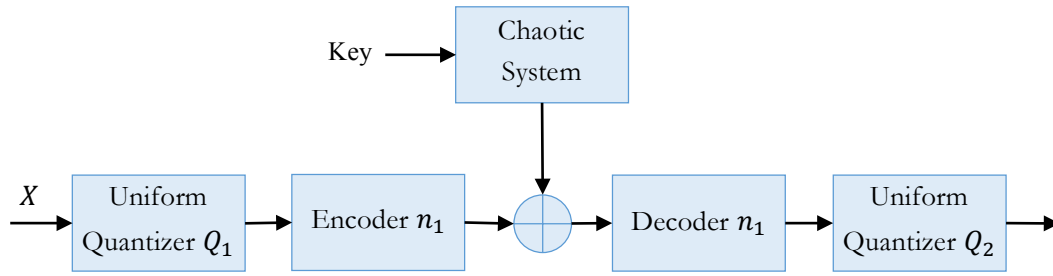 Chaotic
System
Key
X
Uniform
Quantizer Q₁
Encoder n₁
Decoder n₁
Uniform
Quantizer Q₂